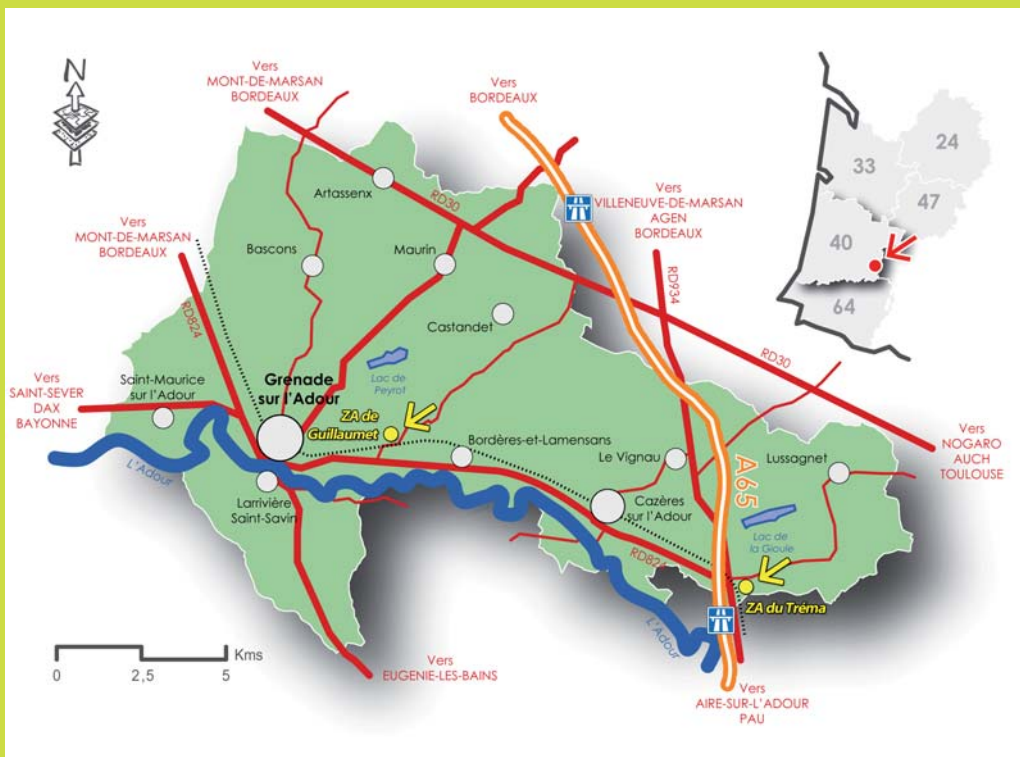 N
Vers
MONT-DE-MARSAN
BORDEAUX
Vers
BORDEAUX
33
24
47
40
64
Artassenx
RD30
Vers
VILLENEUVE-DE-MARSAN
AGEN
BORDEAUX
Vers
MONT-DE-MARSAN
BORDEAUX
Bascons
Maurin
RD934
RD824
Castandet
RD30
Vers
SAINT-SEVER
DAX
BAYONNE
Saint-Maurice
sur l'Adour
Grenade
sur l'Adour
Lac de
Peyrot
ZA de
Guillaumet
Bordères-et-Lamensans
Le Vignau
A65
Lussagnet
Vers
NOGARO
AUCH
TOULOUSE
L'Adour
Larrivière
Saint-Savin
Cazères
sur l'Adour
Lac de
la Gioule
RD824
ZA du Tréma
L'Adour
Kms
0
2,5
5
Vers
EUGENIE-LES-BAINS
Vers
AIRE-SUR-L'ADOUR
PAU